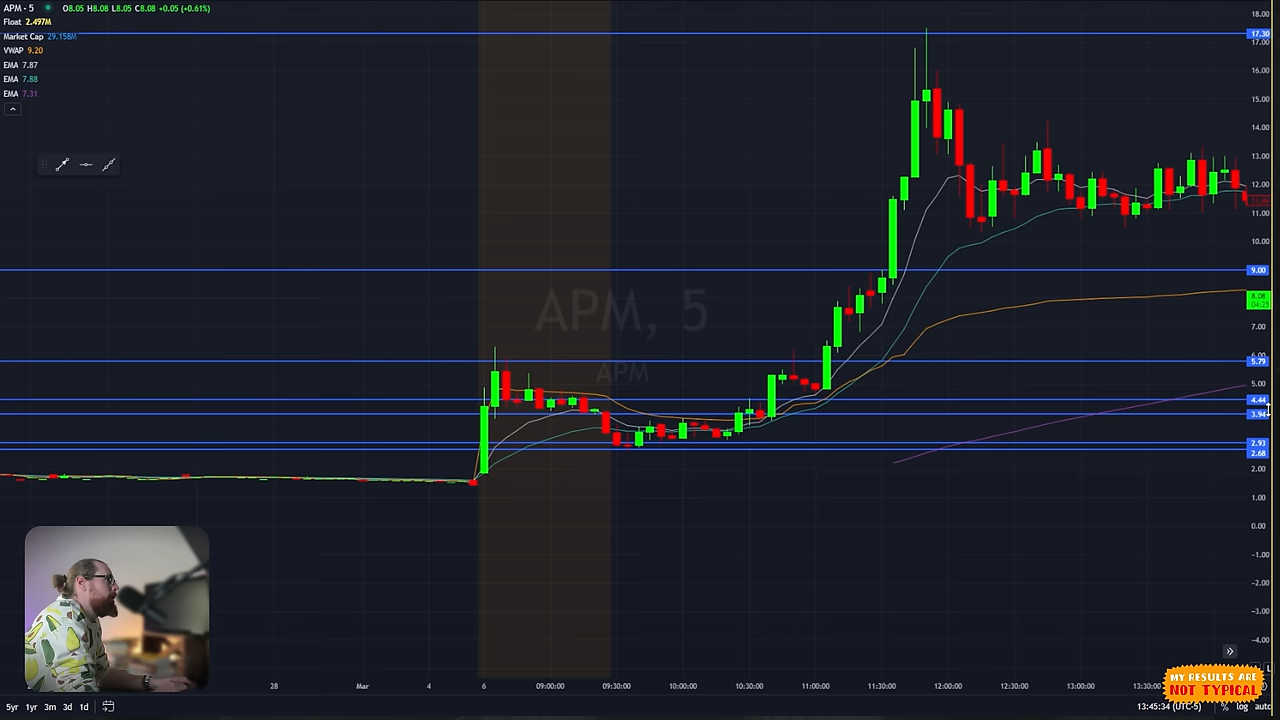 APM - 5 O8.05 H8.08 L8.05 C8.08 +0.05 (+0.61%)
Float 2.497M
Market Cap 29.158M
VWAP 9.20
EMA 7.87
EMA 7.88
EMA 7.31
APM, 5
APM
18.00
17.30
17.00
16.00
15.00
14.00
13.00
12.00
11.00
10.00
9.00
8.08
04:25
7.00
6.00
5.79
5.00
4.44
3.94
2.93
2.68
2.00
1.00
0.00
-1.00
-2.00
-3.00
-4.00
28 Mar 4 6 09:00:00 09:30:00 10:00:00 10:30:00 11:00:00 11:30:00 12:00:00 12:30:00 13:00:00 13:30:
MY RESULTS ARE
NOT TYPICAL
5yr 1yr 3m 3d 1d 13:45:34 (UTC-5) % log auto